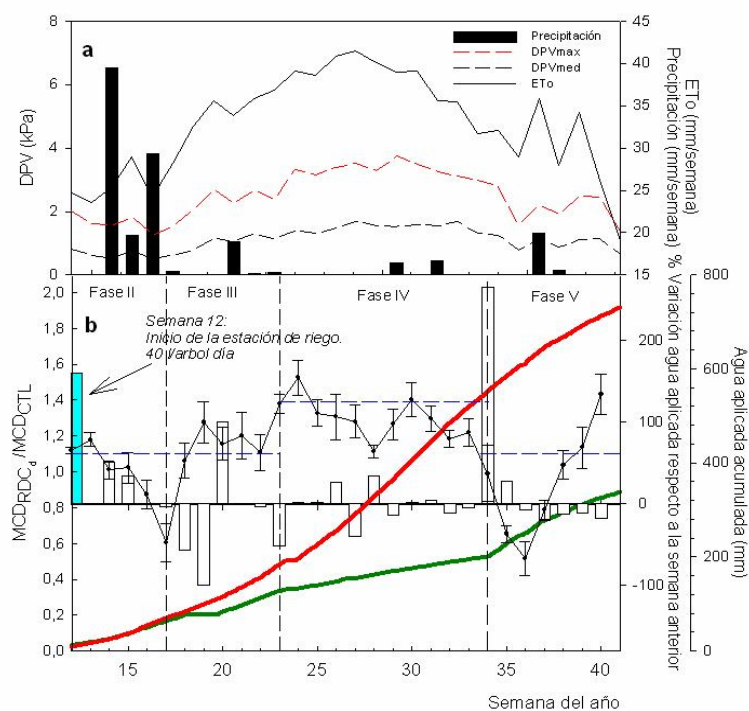 a
Precipitación
DPVmax
DPVmed
ETo
8
6
4
2
0
DPV (kPa)
45
40
35
30
25
20
15
ETo (mm/semana)
Precipitación (mm/semana)
b
Fase II
Fase III
Fase IV
Fase V
Semana 12:
Inicio de la estación de riego.
40 l/arbol día
2,0
1,8
1,6
1,4
1,2
1,0
0,8
0,6
0,4
0,2
0,0
MCDRDCd /MCDCTL
200
100
0
-100
% Variación agua aplicada respecto a la semana anterior
800
600
400
200
0
Agua aplicada acumulada (mm)
15
20
25
30
35
40
Semana del año